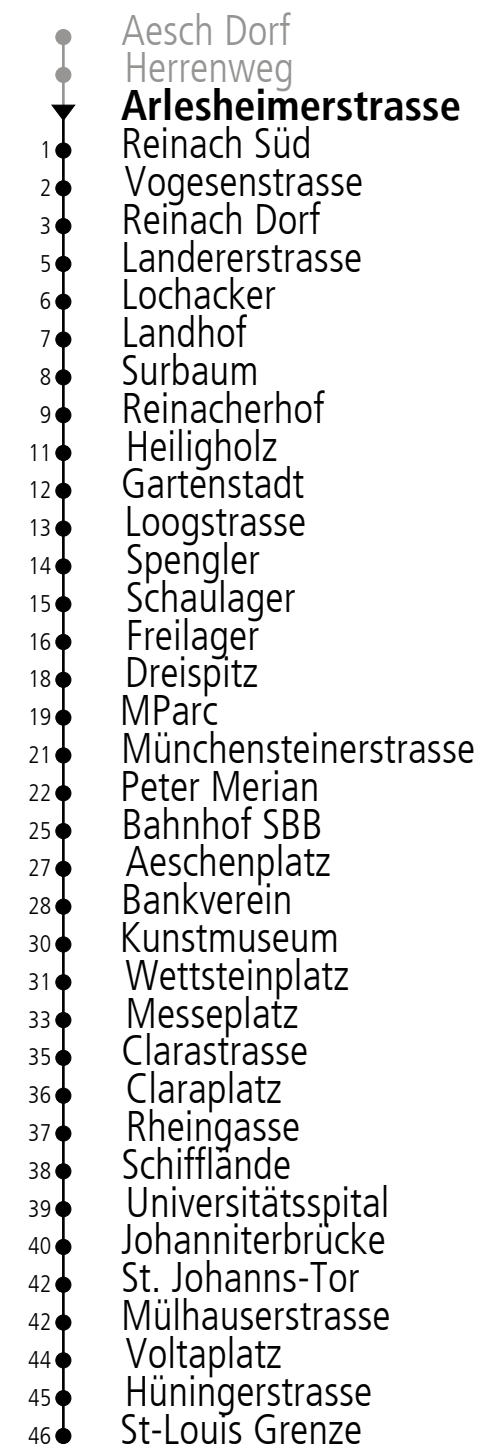 Aesch Dorf
Herrenweg
Arlesheimerstrasse
1 Reinach Süd
2 Vogesenstrasse
3 Reinach Dorf
5 Landererstrasse
6 Lochacker
7 Landhof
8 Surbaum
9 Reinacherhof
11 Heiligholz
12 Gartenstadt
13 Loogstrasse
14 Spengler
15 Schaulager
16 Freilager
18 Dreispitz
19 MParc
21 Münchensteinerstrasse
22 Peter Merian
25 Bahnhof SBB
27 Aeschenplatz
28 Bankverein
30 Kunstmuseum
31 Wettsteinplatz
33 Messeplatz
35 Clarastrasse
36 Claraplatz
37 Rheingasse
38 Schifflände
39 Universitätsspital
40 Johanniterbrücke
42 St. Johanns-Tor
42 Mülhauserstrasse
44 Voltaplatz
45 Hüningerstrasse
46 St-Louis Grenze